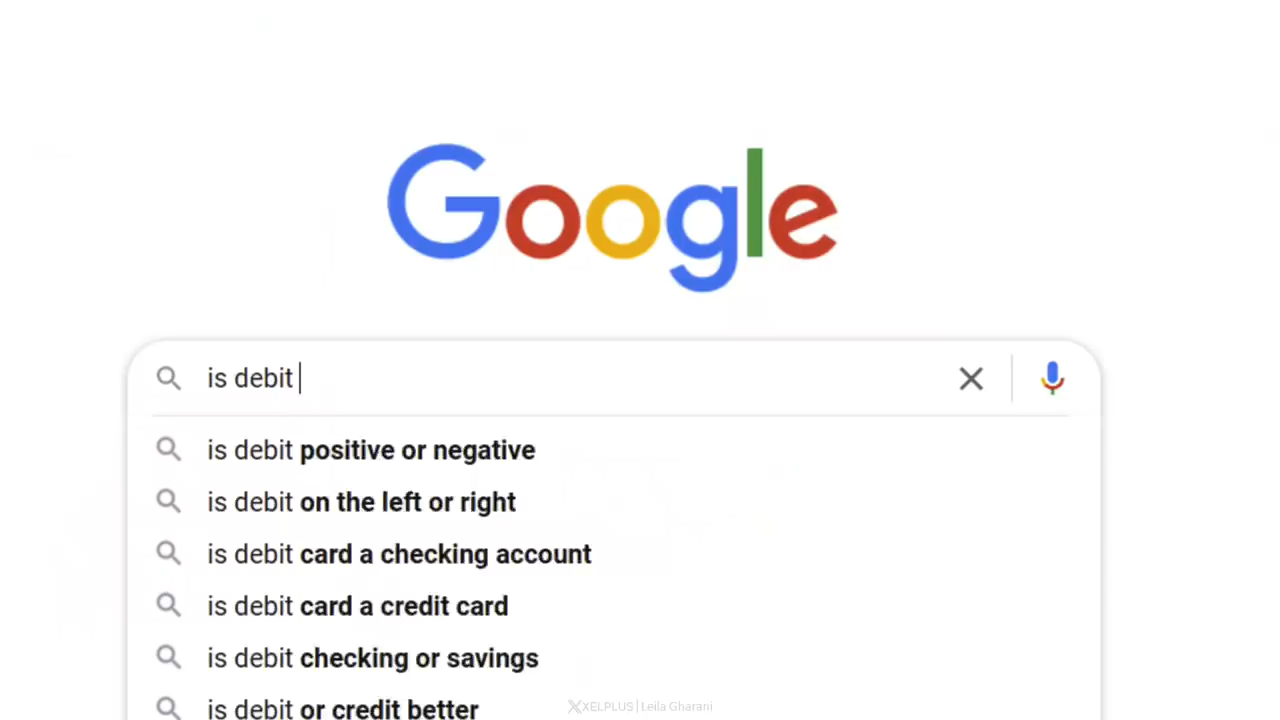 Google
is debit
is debit positive or negative
is debit on the left or right
is debit card a checking account
is debit card a credit card
is debit checking or savings
is debit or credit better
XELPLUS | Leila Gharani